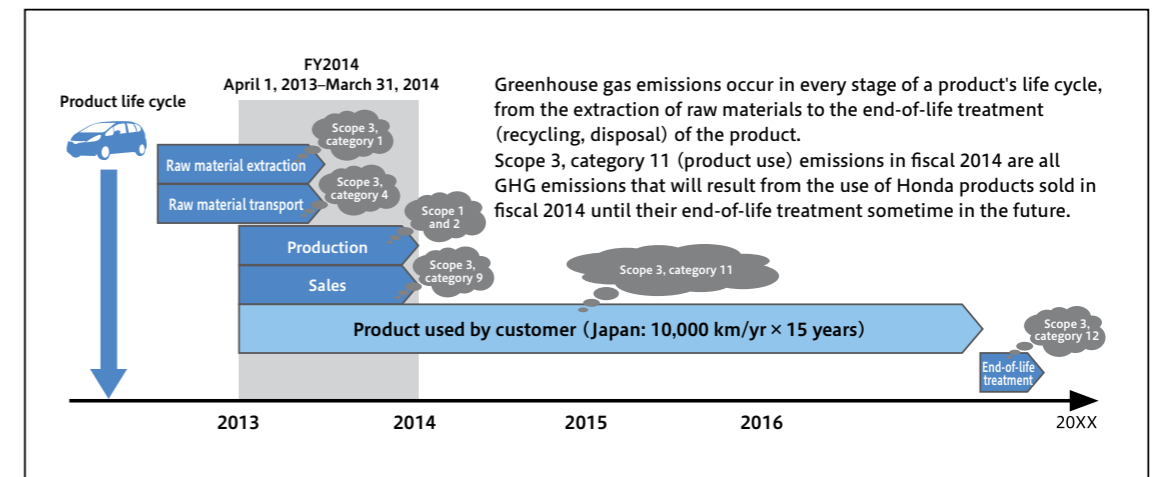 FY2014
April 1, 2013–March 31, 2014
Product life cycle
Greenhouse gas emissions occur in every stage of a product's life cycle,
from the extraction of raw materials to the end-of-life treatment
(recycling, disposal) of the product.
Scope 3, category 11 (product use) emissions in fiscal 2014 are all
GHG emissions that will result from the use of Honda products sold in
fiscal 2014 until their end-of-life treatment sometime in the future.
Scope 3,
category 1
Raw material extraction
Scope 3,
category 4
Raw material transport
Scope 1
and 2
Production
Scope 3,
category 9
Sales
Scope 3, category 11
Product used by customer (Japan: 10,000 km/yr × 15 years)
Scope 3,
category 12
End-of-life
treatment
2013
2014
2015
2016
20XX